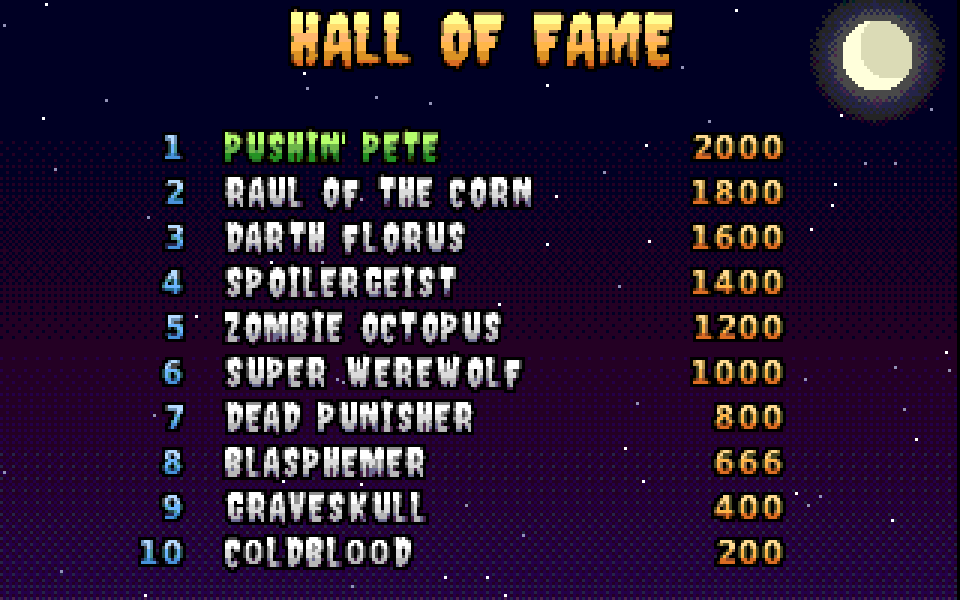 HALL OF FAME
1 PUSHIN' PETE 2000
2 RAUL OF THE CORN 1800
3 DARTH FLORUS 1600
4 SPOILERGEIST 1400
5 ZOMBIE OCTOPUS 1200
6 SUPER WEREWOLF 1000
7 DEAD PUNISHER 800
8 BLASPHEMER 666
9 GRAVESKULL 400
10 COLDBLOOD 200